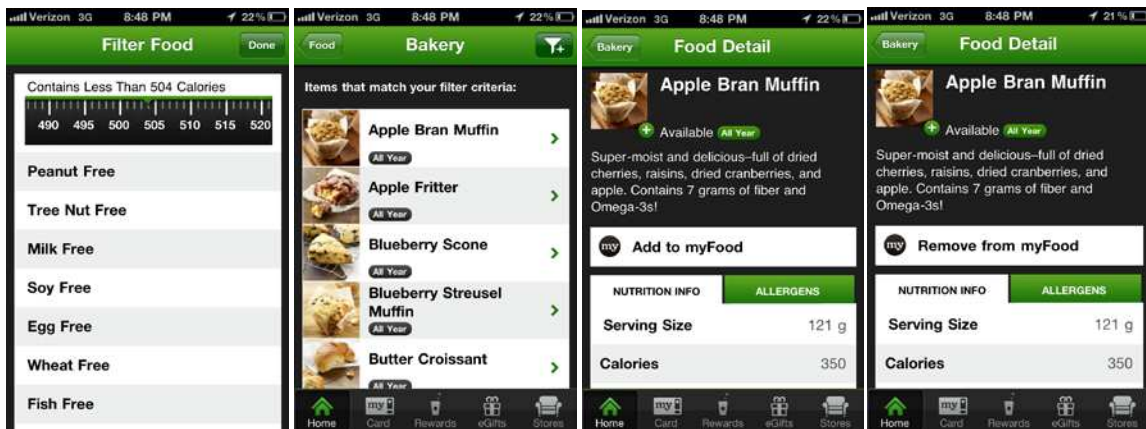 Verizon 3G 8:48 PM 22%
Filter Food Done
Contains Less Than 504 Calories
490 495 500 505 510 515 520
Peanut Free
Tree Nut Free
Milk Free
Soy Free
Egg Free
Wheat Free
Fish Free
Verizon 3G 8:48 PM 22%
Food Bakery
Items that match your filter criteria:
Apple Bran Muffin
All Year
Apple Fritter
All Year
Blueberry Scone
All Year
Blueberry Streusel
Muffin
All Year
Butter Croissant
All Year
Home Card Rewards eGifts Stores
my
Verizon 3G 8:48 PM 22%
Bakery Food Detail
Apple Bran Muffin
Available All Year
Super-moist and delicious–full of dried
cherries, raisins, dried cranberries, and
apple. Contains 7 grams of fiber and
Omega-3s!
my Add to myFood
NUTRITION INFO ALLERGENS
Serving Size 121 g
Calories 350
my
Home Card Rewards eGifts Stores
Verizon 3G 8:48 PM 21%
Bakery Food Detail
Apple Bran Muffin
Available All Year
Super-moist and delicious–full of dried
cherries, raisins, dried cranberries, and
apple. Contains 7 grams of fiber and
Omega-3s!
my Remove from myFood
NUTRITION INFO ALLERGENS
Serving Size 121 g
Calories 350
my
Home Card Rewards eGifts Stores